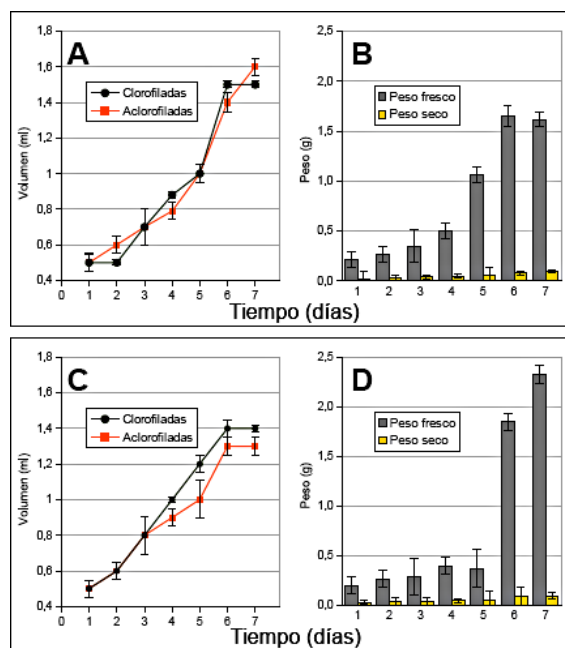 A
1,6
1,4
1,2
1
0,8
0,6
0,4
Volumen (ml)
Clorofiladas
Aclorofiladas
0 1 2 3 4 5 6 7
B
2,5
2,0
1,5
1,0
0,5
0,0
Peso (g)
Peso fresco
Peso seco
1 2 3 4 5 6 7
Tiempo (días)
C
1,6
1.4
1.2
1
0,8
0,6
0,4
Volumen (ml)
Clorofiladas
Aclorofiladas
0 1 2 3 4 5 6 7
D
2,5
2,0
1,5
1,0
0,5
0,0
Peso (g)
Peso fresco
Peso seco
1 2 3 4 5 6 7
Tiempo (días)